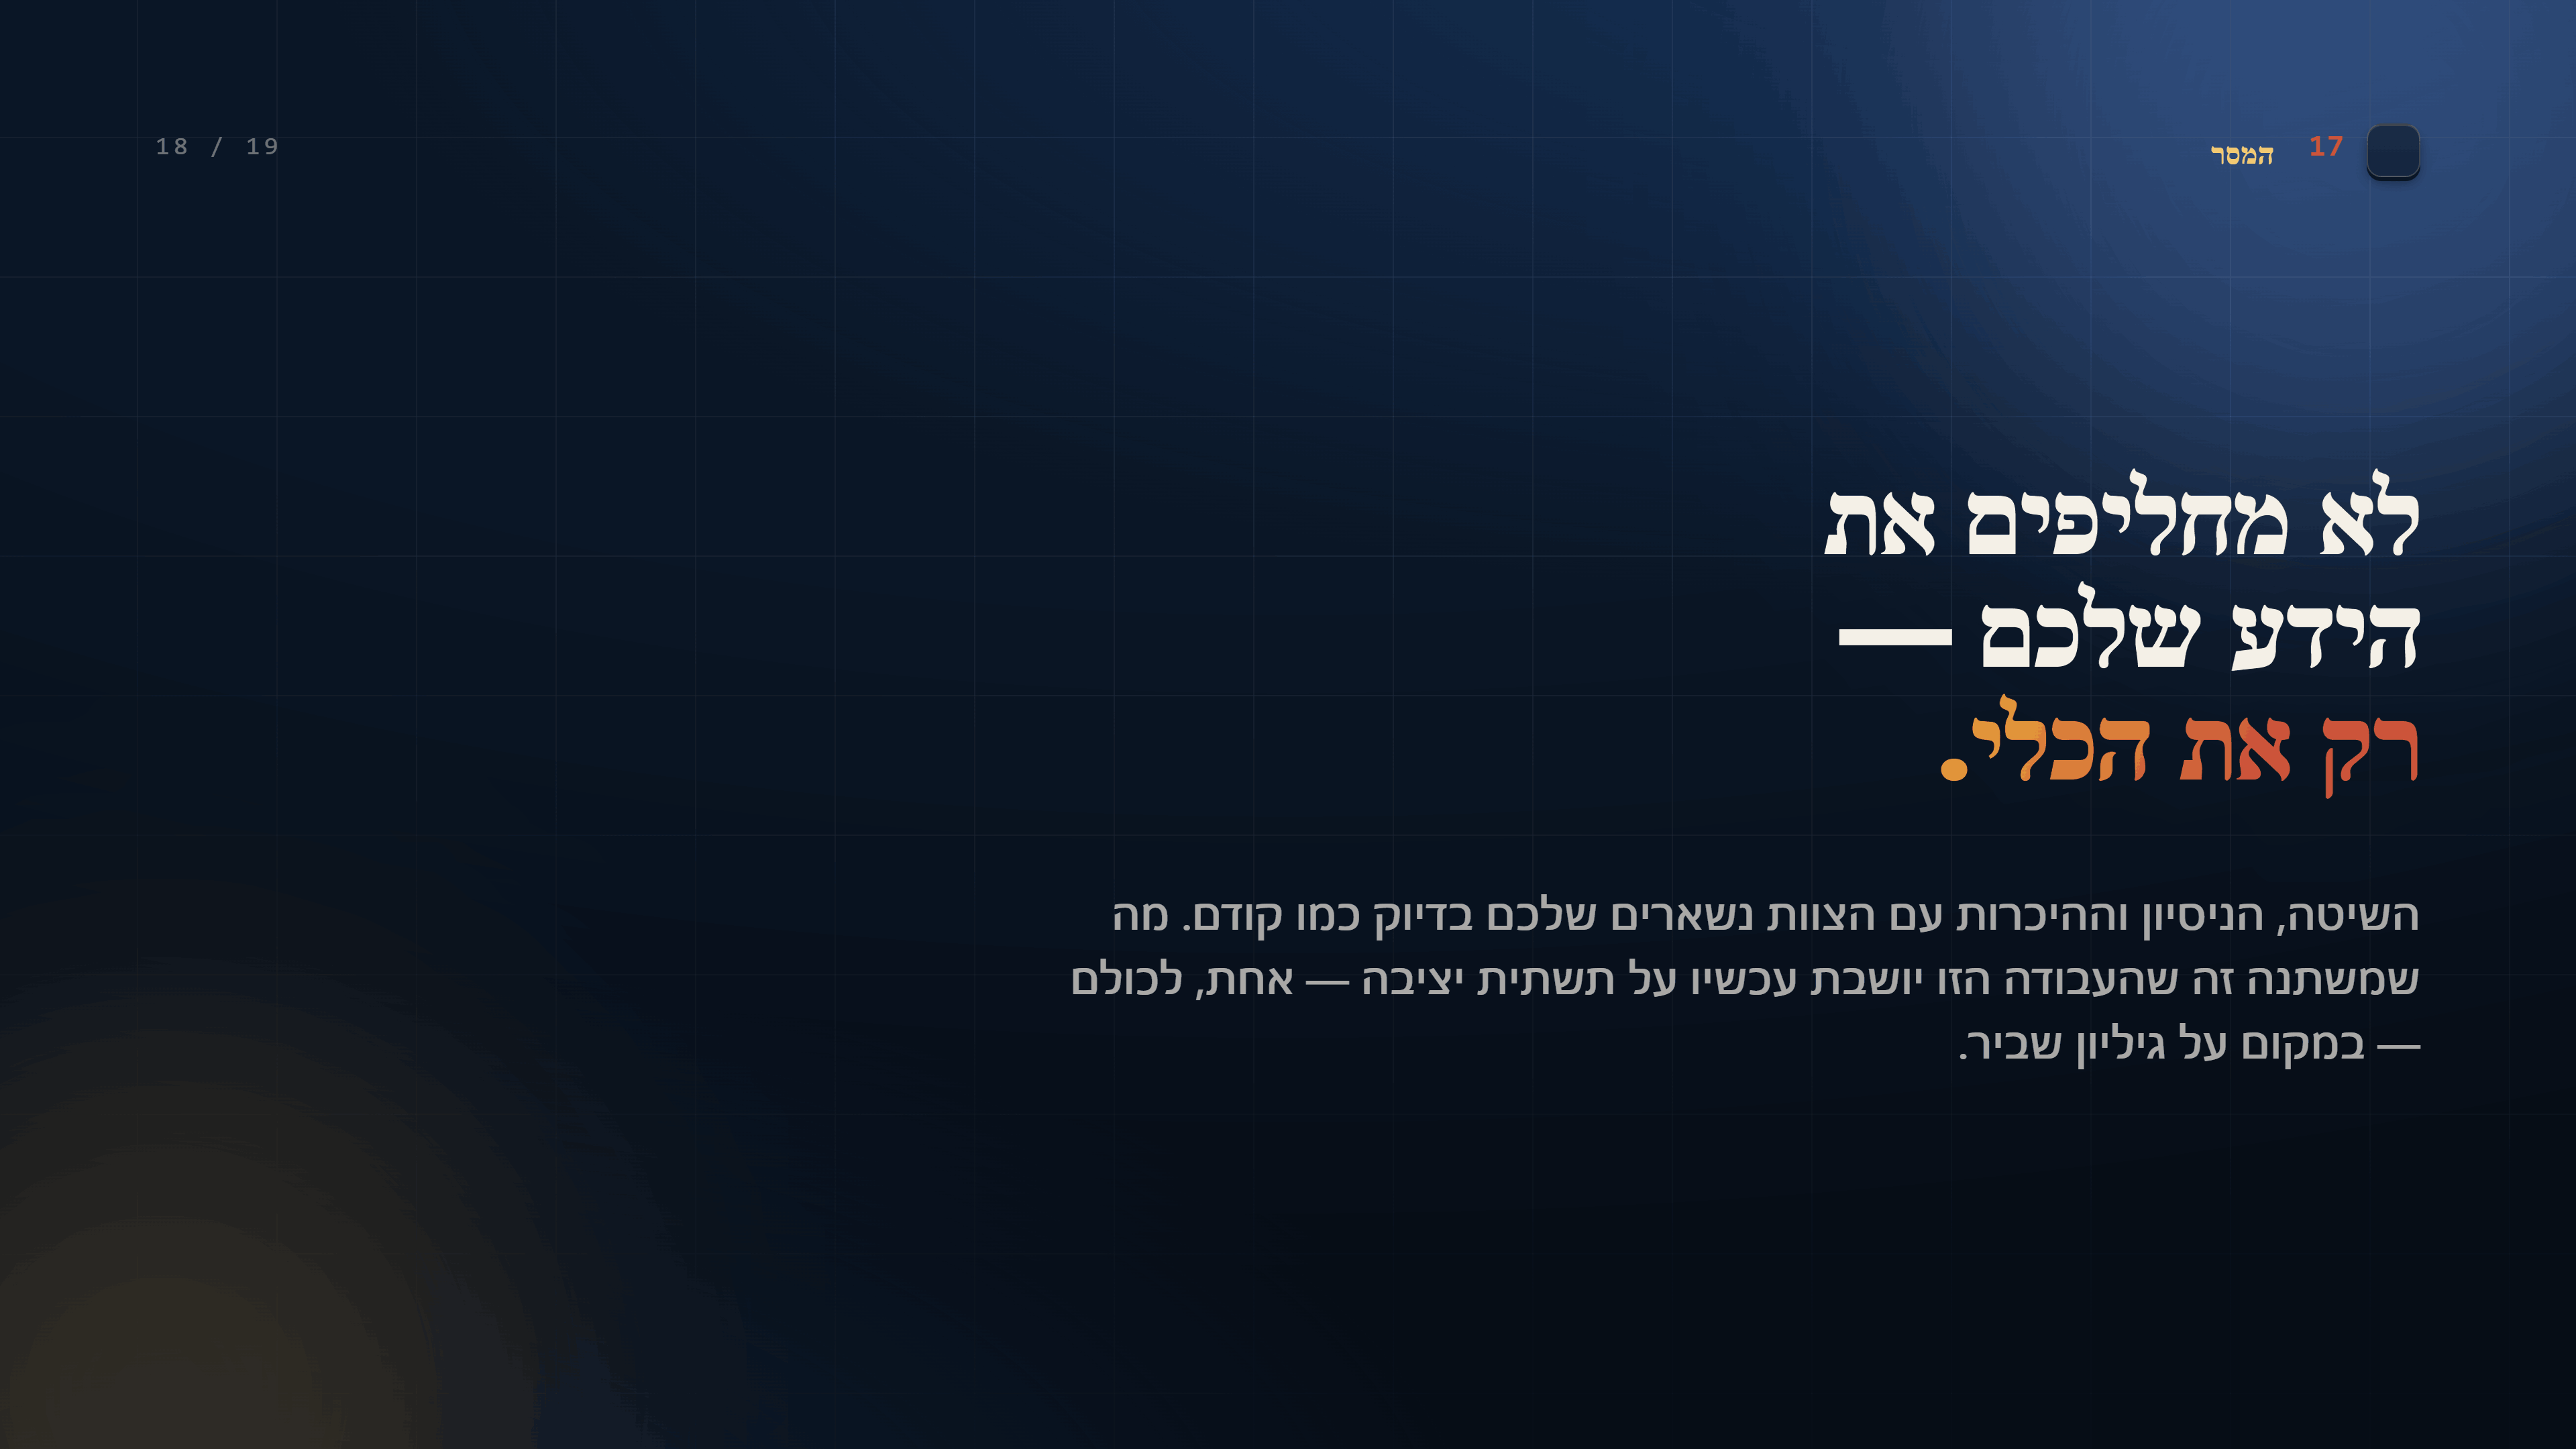 17 המסר
18 / 19
לא מחליפים את
הידע שלכם —
רק את הכלי.
השיטה, הניסיון וההיכרות עם הצוות נשארים שלכם בדיוק כמו קודם. מה
שמשתנה זה שהעבודה הזו יושבת עכשיו על תשתית יציבה — אחת, לכולם
— במקום על גיליון שביר.